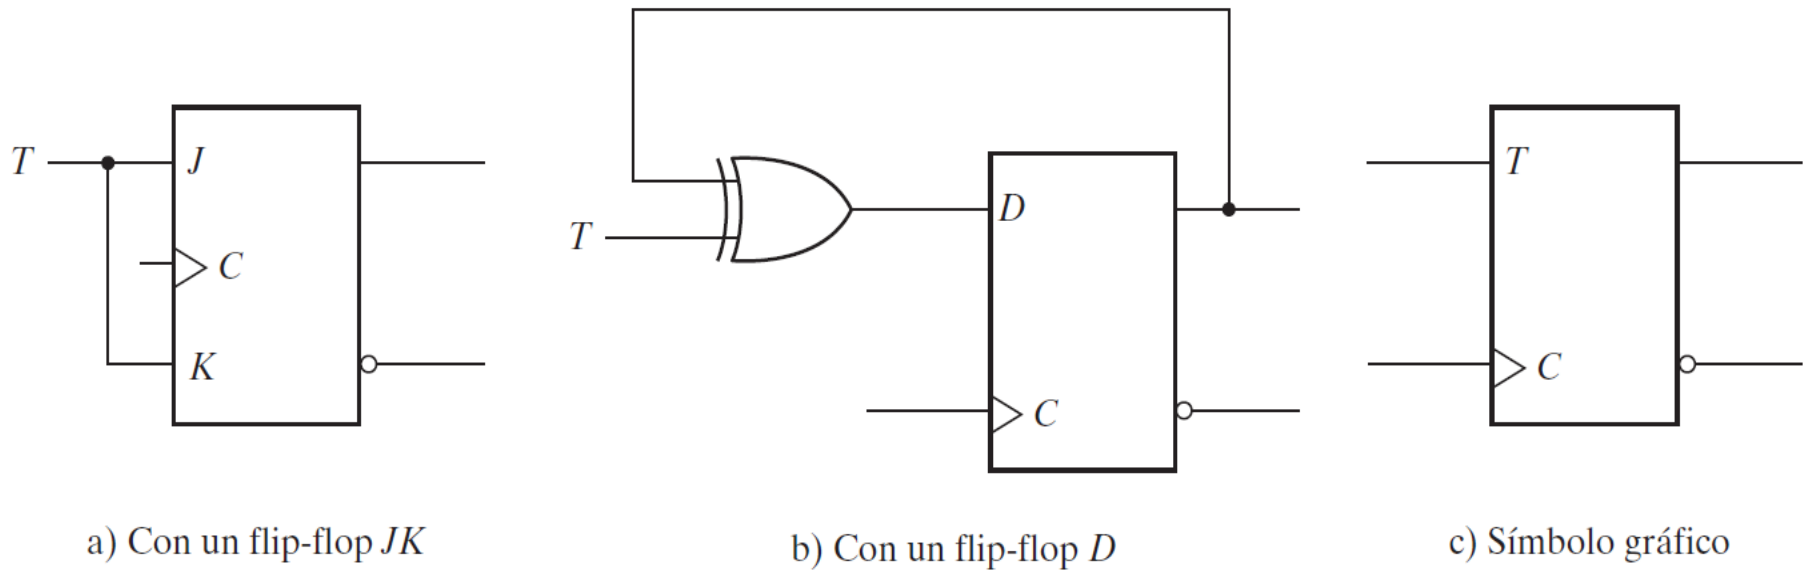 T
J
C
K
a) Con un flip-flop JK
T
D
C
b) Con un flip-flop D
T
C
c) Símbolo gráfico